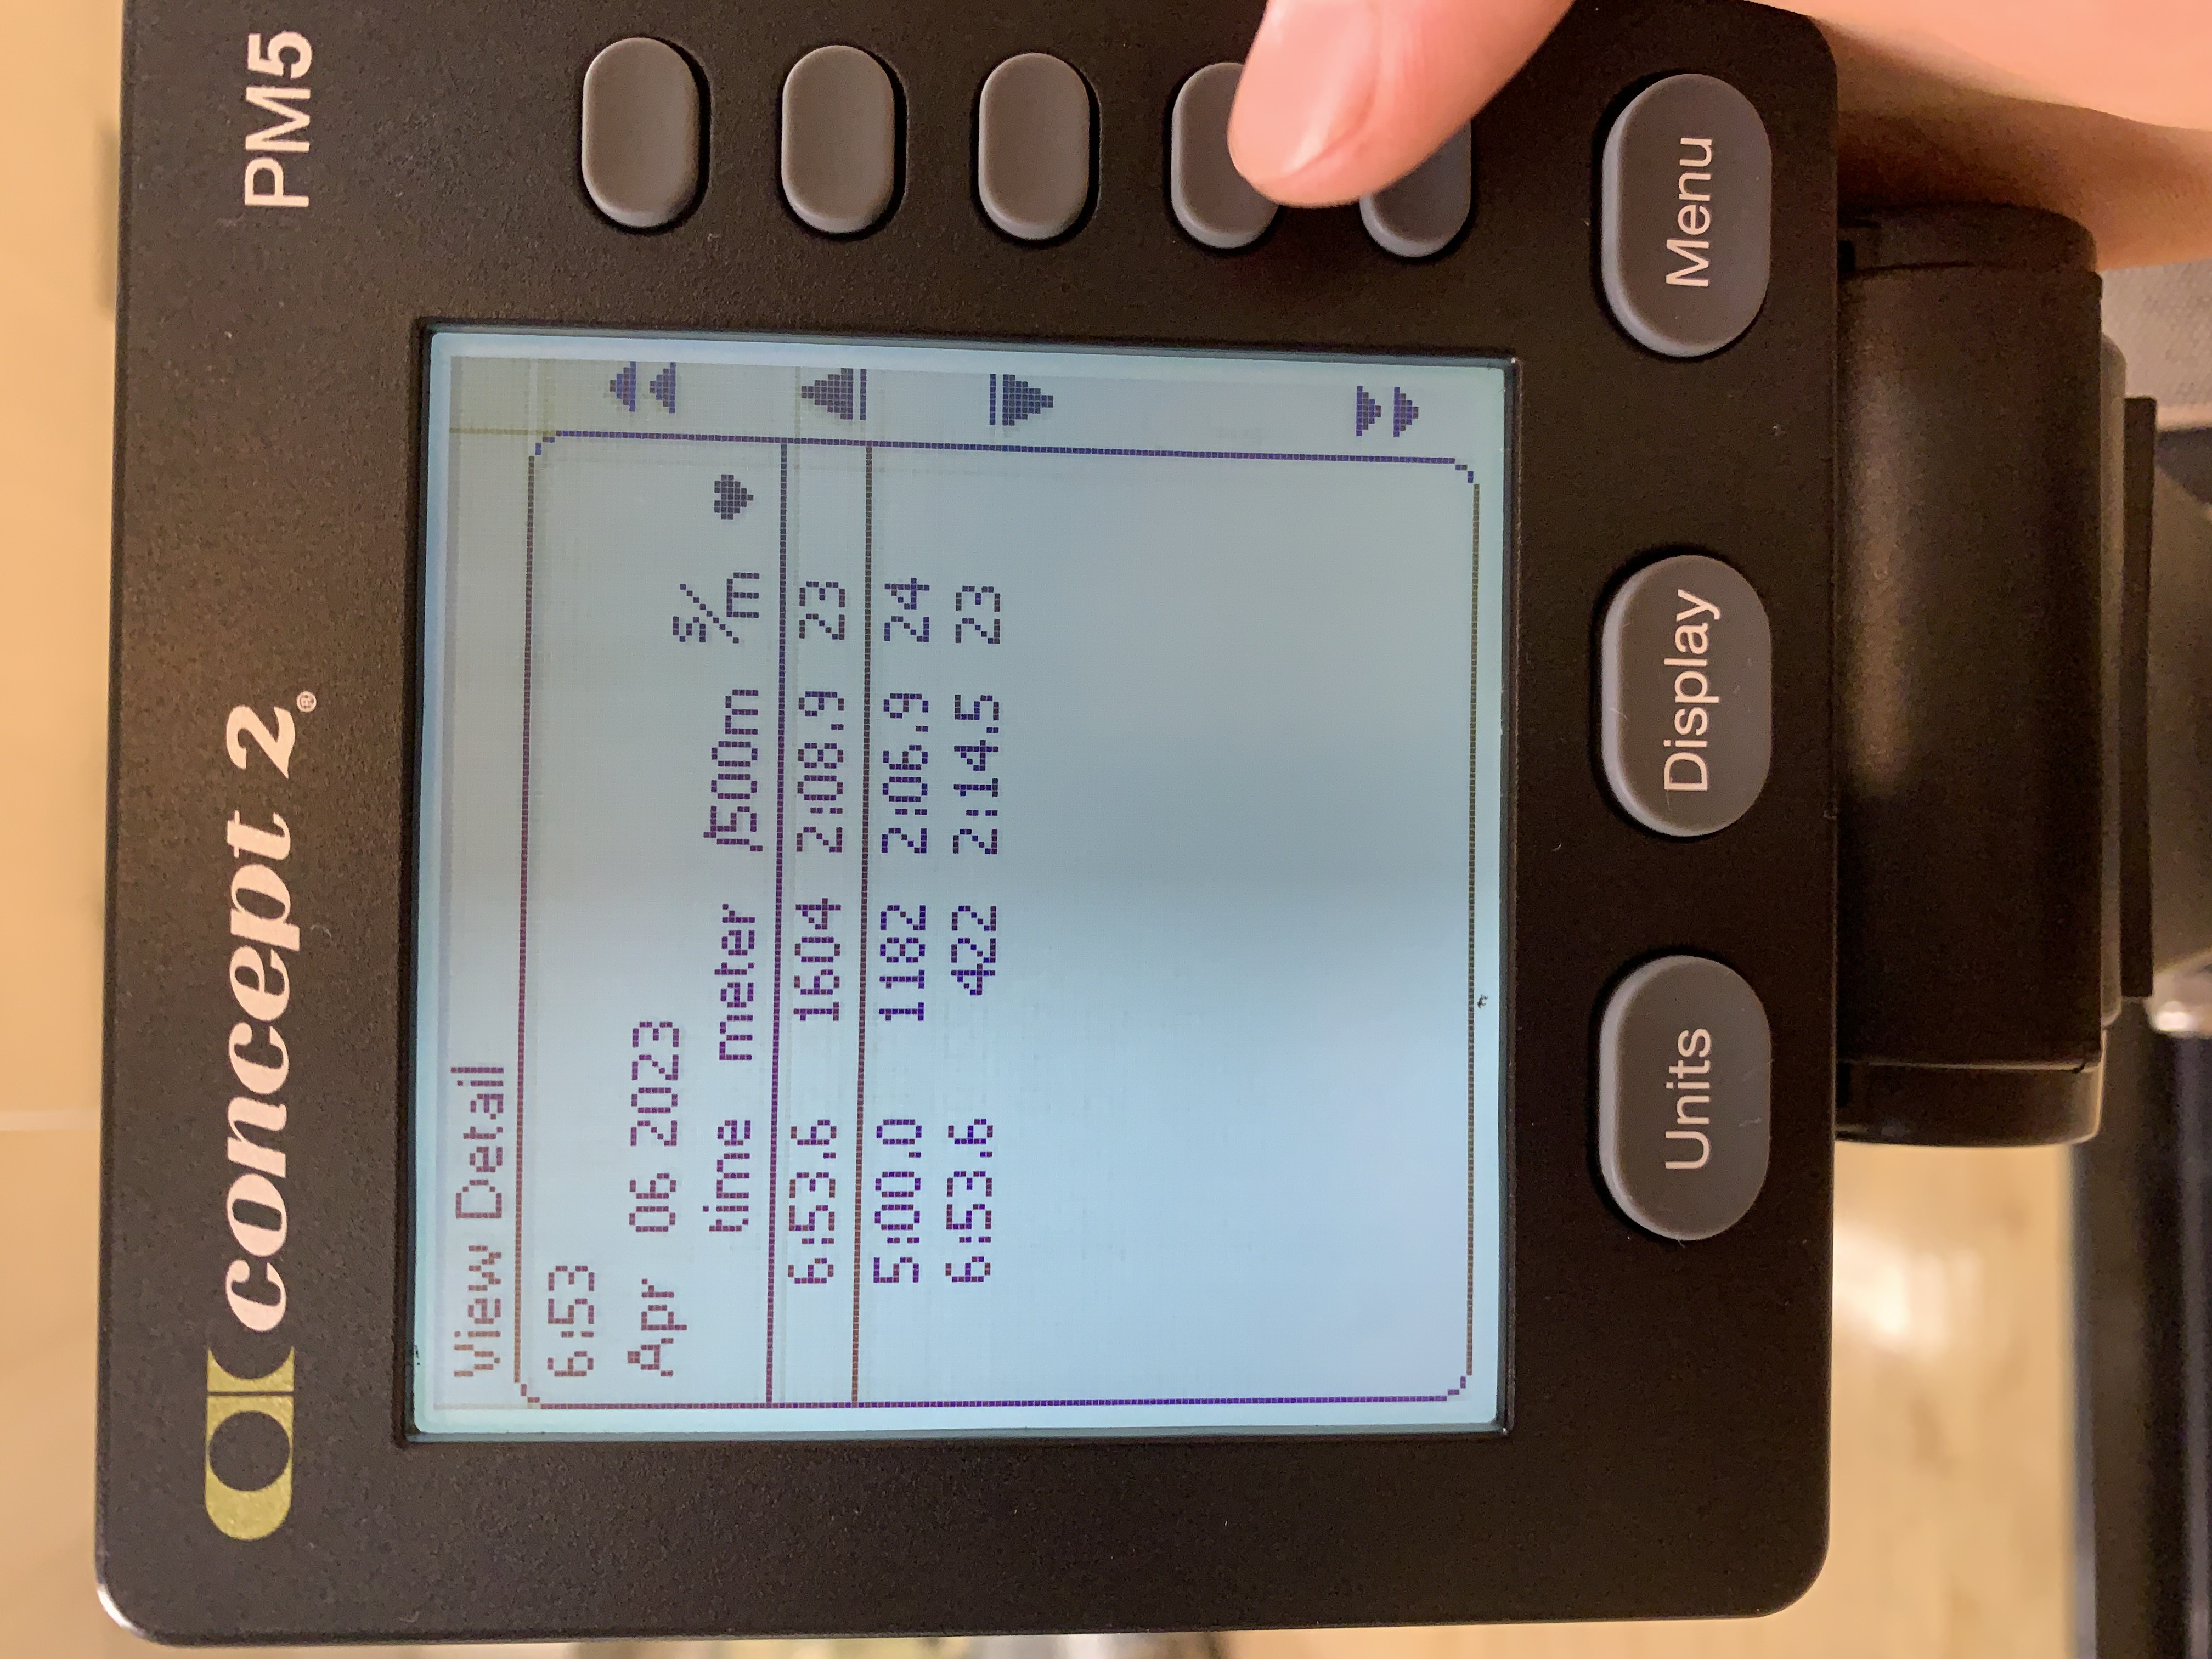 concept 2® PM5
View Detail
6:53
Apr 06 2023
time meter /500m s/m ♥
6:53.6 1604 2:08.9 23
5:00.0 1182 2:06.9 24
6:53.6 422 2:14.5 23
Units Display Menu